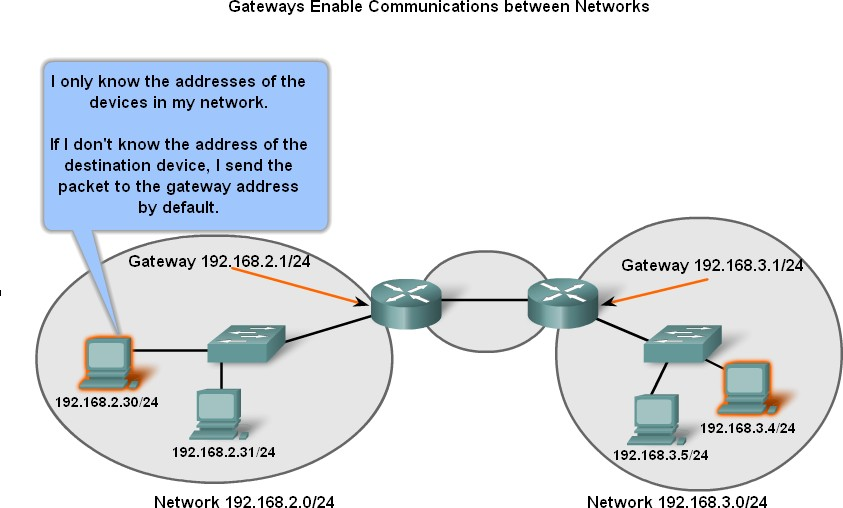 Gateways Enable Communications between Networks
I only know the addresses of the
devices in my network.
If I don't know the address of the
destination device, I send the
packet to the gateway address
by default.
Gateway 192.168.2.1/24
Gateway 192.168.3.1/24
192.168.2.30/24
192.168.2.31/24
192.168.3.4/24
192.168.3.5/24
Network 192.168.2.0/24
Network 192.168.3.0/24